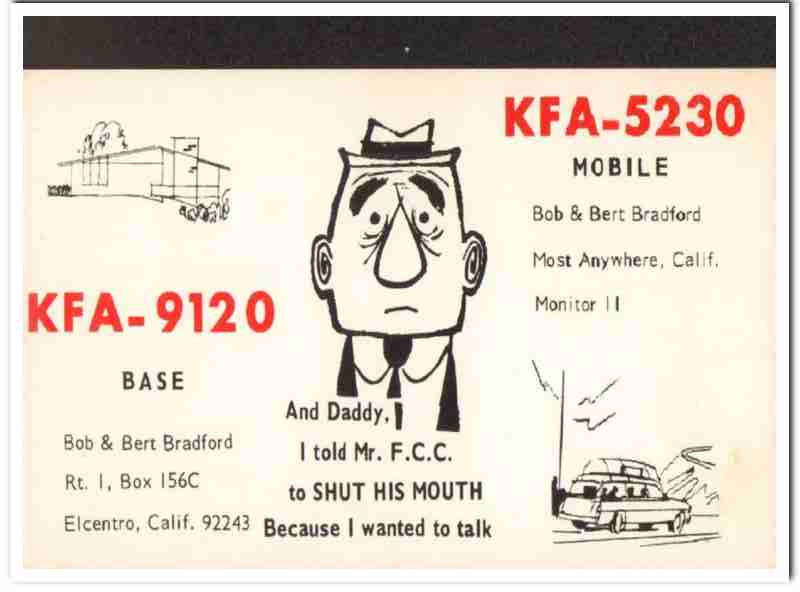 KFA-5230
MOBILE
Bob & Bert Bradford
Most Anywhere, Calif.
Monitor 11
KFA-9120
BASE
Bob & Bert Bradford
Rt. 1, Box 156C
Elcentro, Calif. 92243
And Daddy,
I told Mr. F.C.C.
to SHUT HIS MOUTH
Because I wanted to talk